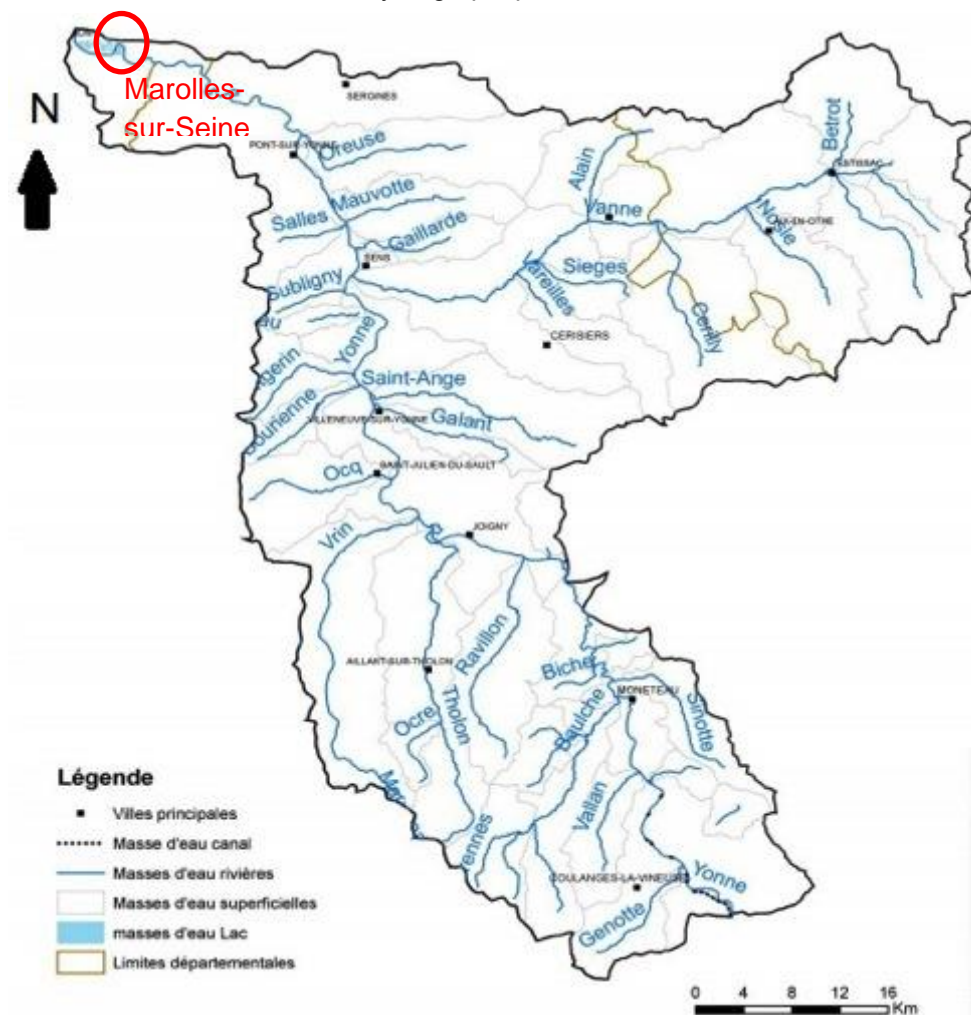 N
Marolles-
sur-Seine
SERGINES
PONT-SUR-YONNE
Oreuse
Mauvotte
Salles
Gaillarde
SENS
Subligny
Alain
Vanne
Betrot
ESTISSAC
Nosle
AIX-EN-OTHE
Sieges
Vareilles
Cerilly
CERISIERS
Yonne
Saint-Ange
VILLENEUVE-SUR-YONNE
Galant
Ocq
SAINT-JULIEN-DU-SAULT
Vrin
JOIGNY
Ravillon
AILLANT-SUR-THOLON
Tholon
Ocre
Biche
Baulche
MONETEAU
Sinotte
Vallan
COULANGES-LA-VINEUSE
Yonne
Genotte
Légende
Villes principales
Masse d'eau canal
Masses d'eau rivières
Masses d'eau superficielles
masses d'eau Lac
Limites départementales
0 4 8 12 16
Km